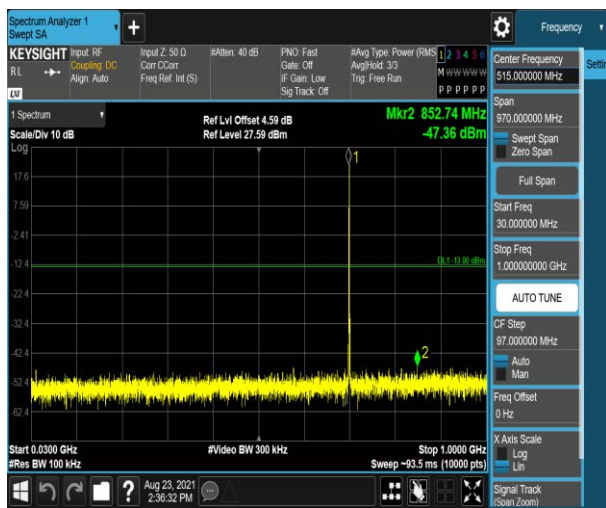 Spectrum Analyzer 1
Swept SA
Frequency
KEYSIGHT
RL
Input: RF
Coupling: DC
Align: Auto
Input Z: 50 Ω
Corr CCorr
Freq Ref: Int (S)
#Atten: 40 dB
PNO: Fast
Gate: Off
IF Gain: Low
Sig Track: Off
#Avg Type: Power (RMS
Avg|Hold: 3/3
Trig: Free Run
1 2 3 4 5 6
M W W W W W
P P P P P P
LXI
1 Spectrum
Scale/Div 10 dB
Log
Ref Lvl Offset 4.59 dB
Ref Level 27.59 dBm
Mkr2 852.74 MHz
-47.36 dBm
1
17.6
7.59
-2.41
-12.4
DL1 -13.00 dBm
-22.4
-32.4
-42.4
2
-52.4
-62.4
Start 0.0300 GHz
#Res BW 100 kHz
#Video BW 300 kHz
Stop 1.0000 GHz
Sweep ~93.5 ms (10000 pts)
?
Aug 23, 2021
2:36:32 PM
Center Frequency
515.000000 MHz
Settin
Span
970.000000 MHz
Swept Span
Zero Span
Full Span
Start Freq
30.000000 MHz
Stop Freq
1.000000000 GHz
AUTO TUNE
CF Step
97.000000 MHz
Auto
Man
Freq Offset
0 Hz
X Axis Scale
Log
Lin
Signal Track
(Span Zoom)